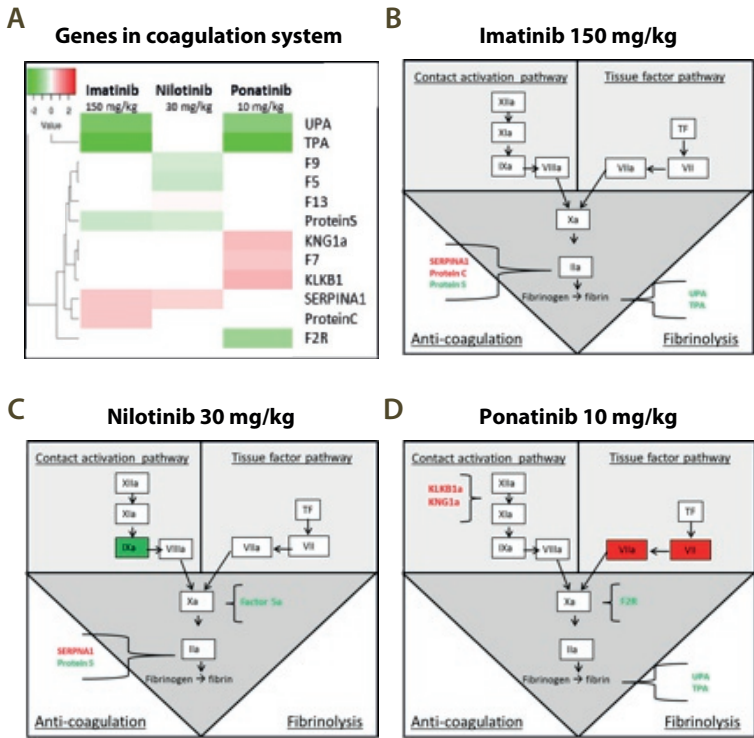 A
Genes in coagulation system
-2 0 2
Value
Imatinib
150 mg/kg
Nilotinib
30 mg/kg
Ponatinib
10 mg/kg
UPA
TPA
F9
F5
F13
ProteinS
KNG1a
F7
KLKB1
SERPINA1
ProteinC
F2R
B
Imatinib 150 mg/kg
Contact activation pathway
Tissue factor pathway
XIIa
XIa
IXa
VIIIa
TF
VIIa
VII
Xa
IIa
Fibrinogen → fibrin
SERPINA1
Protein C
Protein S
UPA
TPA
Anti-coagulation
Fibrinolysis
C
Nilotinib 30 mg/kg
Contact activation pathway
Tissue factor pathway
XIIa
XIa
IXa
VIIIa
TF
VIIa
VII
Xa
Factor 5a
IIa
Fibrinogen → fibrin
SERPNA1
Protein S
Anti-coagulation
Fibrinolysis
D
Ponatinib 10 mg/kg
Contact activation pathway
Tissue factor pathway
KLKB1a
KNG1a
XIIa
XIa
IXa
VIIIa
TF
VIIa
VII
Xa
F2R
IIa
Fibrinogen → fibrin
UPA
TPA
Anti-coagulation
Fibrinolysis